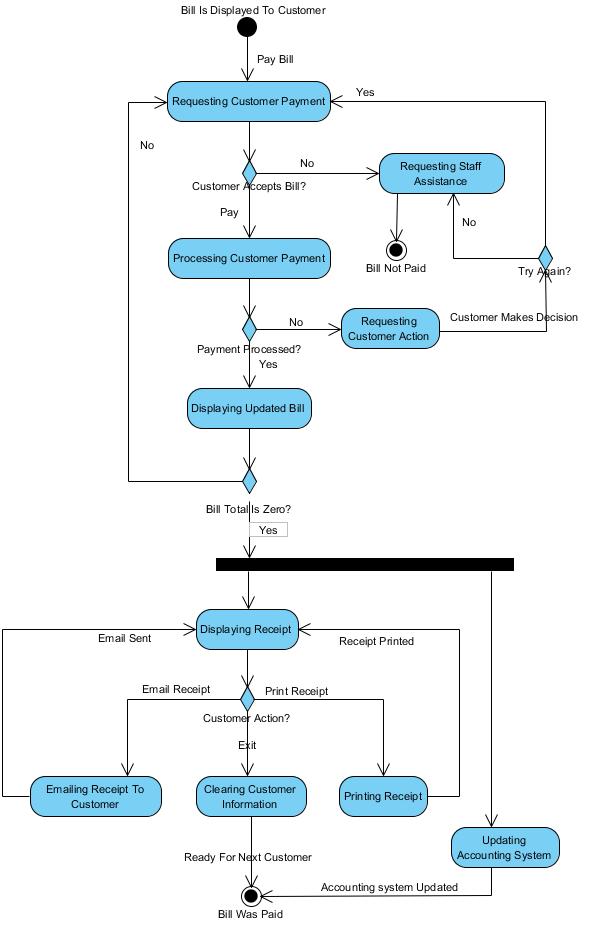 Bill Is Displayed To Customer
Pay Bill
Yes
Requesting Customer Payment
No
No
Requesting Staff
Assistance
Customer Accepts Bill?
Pay
No
Processing Customer Payment
Bill Not Paid
Try Again?
No
Requesting
Customer Action
Customer Makes Decision
Payment Processed?
Yes
Displaying Updated Bill
Bill Total Is Zero?
Yes
Displaying Receipt
Email Sent
Receipt Printed
Email Receipt
Print Receipt
Customer Action?
Exit
Emailing Receipt To
Customer
Clearing Customer
Information
Printing Receipt
Updating
Accounting System
Ready For Next Customer
Accounting system Updated
Bill Was Paid